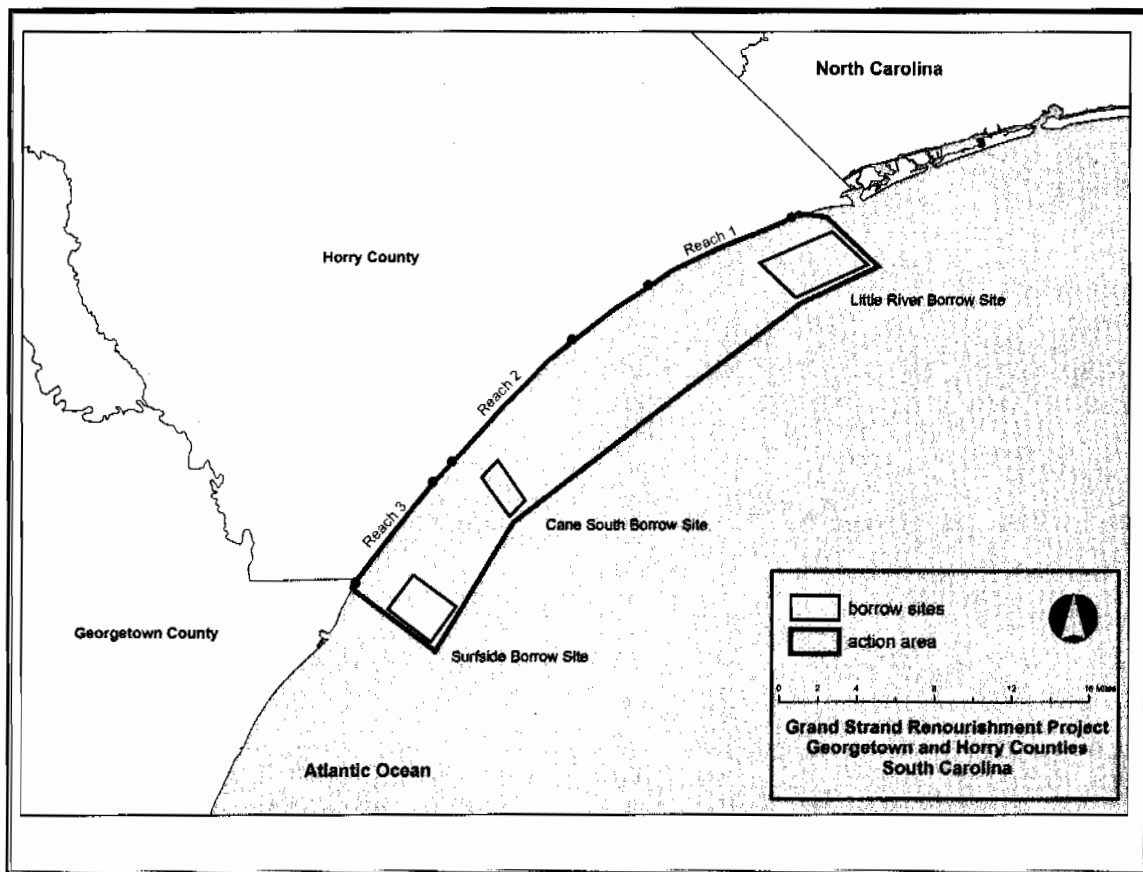 North Carolina
Reach 1
Horry County
Little River Borrow Site
Reach 2
Cane South Borrow Site
Reach 3
Georgetown County
Surfside Borrow Site
Atlantic Ocean
borrow sites
action area
0 2 4 8 12 16 Miles
Grand Strand Renourishment Project
Georgetown and Horry Counties
South Carolina